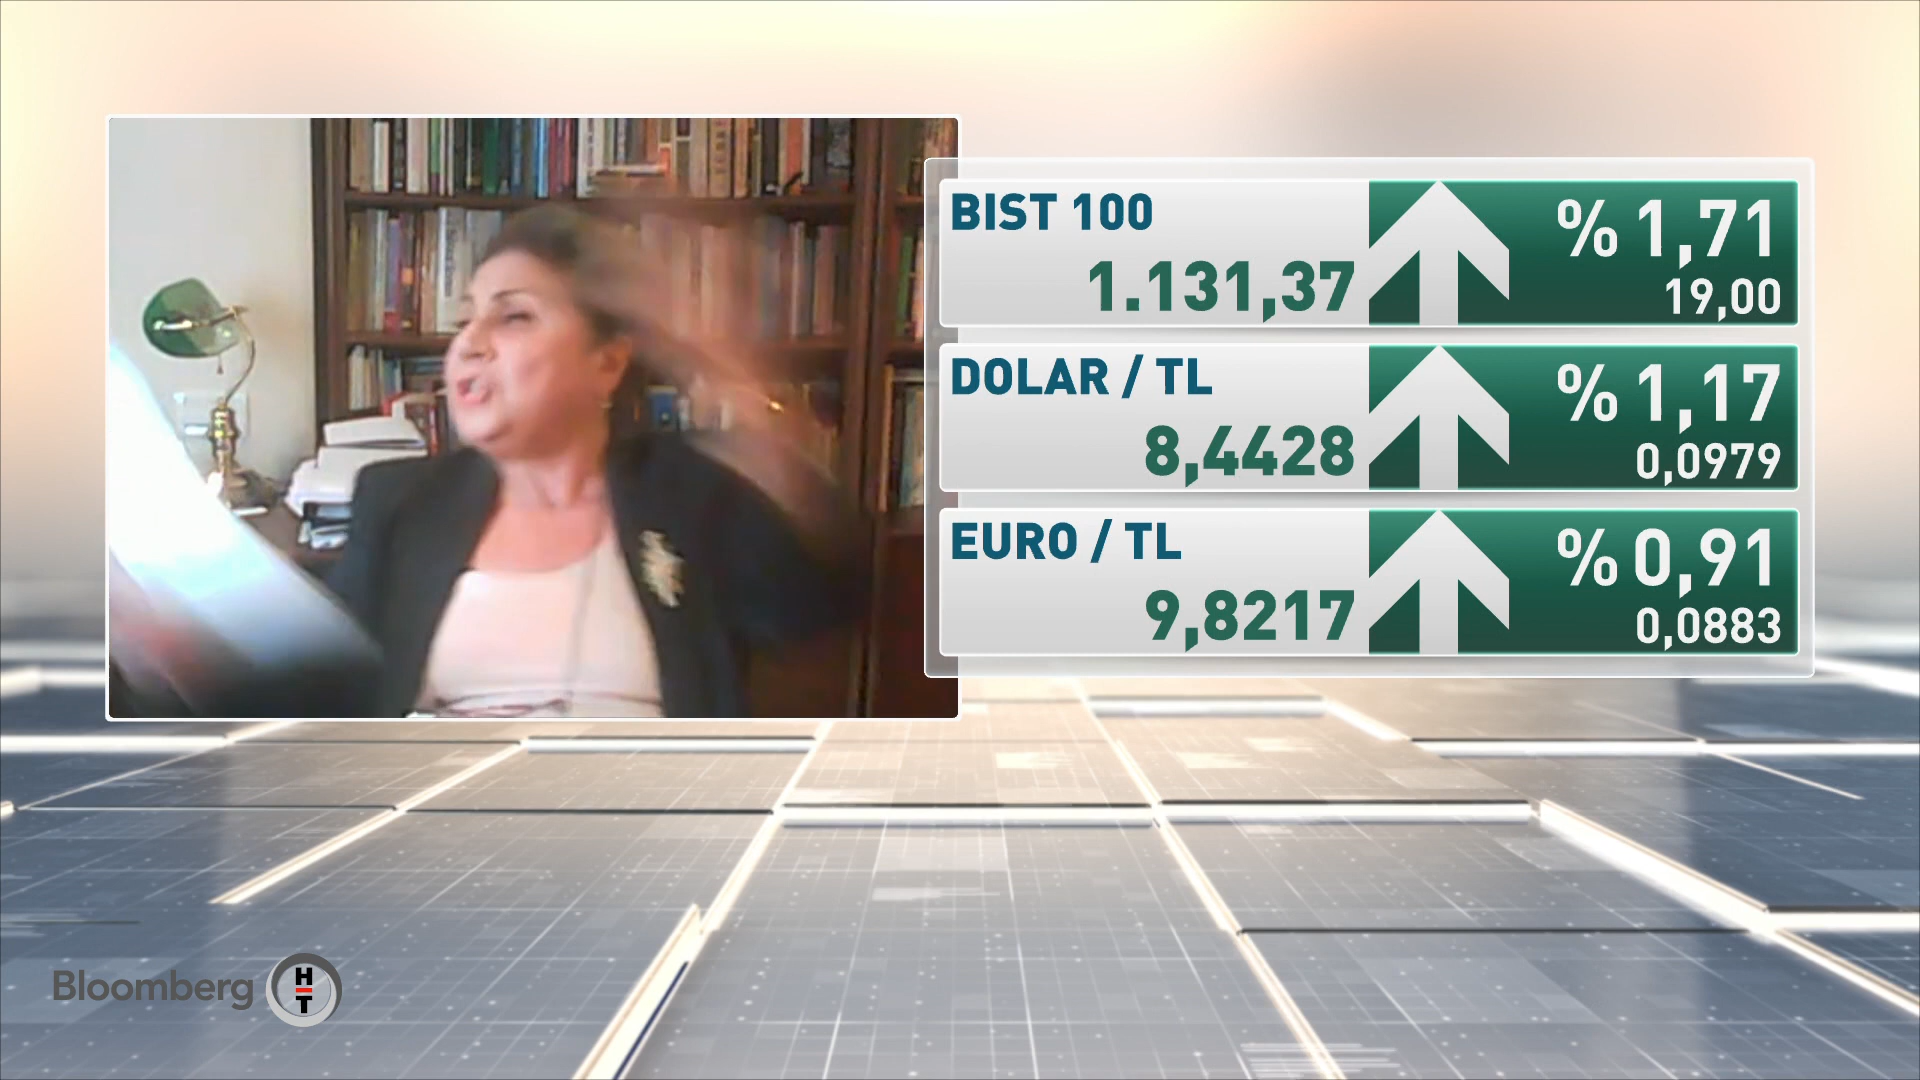 BIST 100
1.131,37
% 1,71
19,00
DOLAR / TL
8,4428
% 1,17
0,0979
EURO / TL
9,8217
% 0,91
0,0883
Bloomberg HT